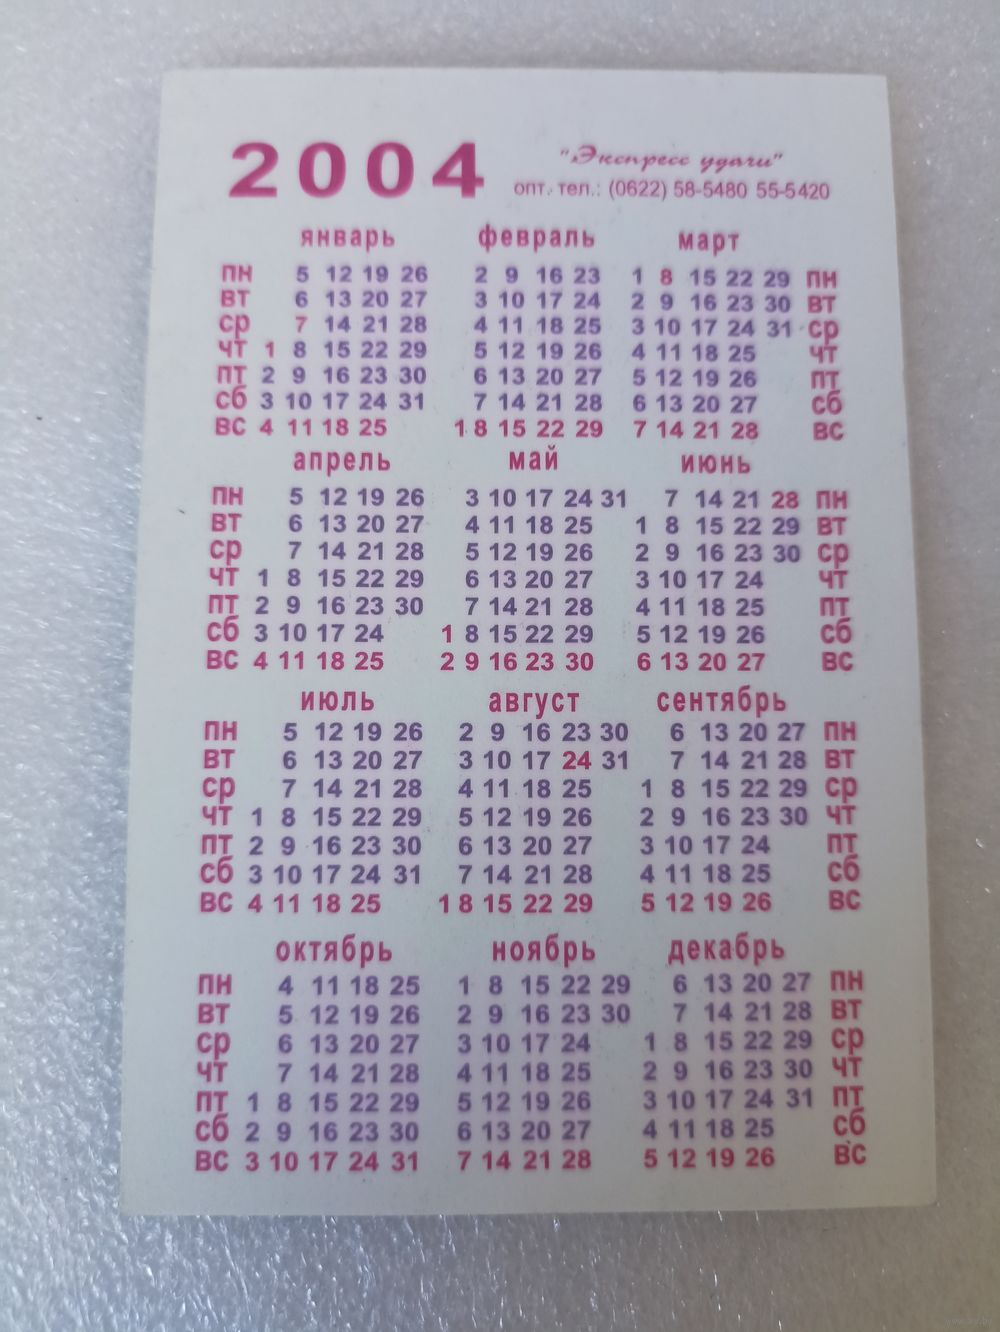 2004 "Экспресс удачи"
опт. тел.: (0622) 58-5480 55-5420
январь февраль март
пн 5 12 19 26 2 9 16 23 1 8 15 22 29 пн
вт 6 13 20 27 3 10 17 24 2 9 16 23 30 вт
ср 7 14 21 28 4 11 18 25 3 10 17 24 31 ср
чт 1 8 15 22 29 5 12 19 26 4 11 18 25 чт
пт 2 9 16 23 30 6 13 20 27 5 12 19 26 пт
сб 3 10 17 24 31 7 14 21 28 6 13 20 27 сб
вс 4 11 18 25 1 8 15 22 29 7 14 21 28 вс
апрель май июнь
пн 5 12 19 26 3 10 17 24 31 7 14 21 28 пн
вт 6 13 20 27 4 11 18 25 1 8 15 22 29 вт
ср 7 14 21 28 5 12 19 26 2 9 16 23 30 ср
чт 1 8 15 22 29 6 13 20 27 3 10 17 24 чт
пт 2 9 16 23 30 7 14 21 28 4 11 18 25 пт
сб 3 10 17 24 1 8 15 22 29 5 12 19 26 сб
вс 4 11 18 25 2 9 16 23 30 6 13 20 27 вс
июль август сентябрь
пн 5 12 19 26 2 9 16 23 30 6 13 20 27 пн
вт 6 13 20 27 3 10 17 24 31 7 14 21 28 вт
ср 7 14 21 28 4 11 18 25 1 8 15 22 29 ср
чт 1 8 15 22 29 5 12 19 26 2 9 16 23 30 чт
пт 2 9 16 23 30 6 13 20 27 3 10 17 24 пт
сб 3 10 17 24 31 7 14 21 28 4 11 18 25 сб
вс 4 11 18 25 1 8 15 22 29 5 12 19 26 вс
октябрь ноябрь декабрь
пн 4 11 18 25 1 8 15 22 29 6 13 20 27 пн
вт 5 12 19 26 2 9 16 23 30 7 14 21 28 вт
ср 6 13 20 27 3 10 17 24 1 8 15 22 29 ср
чт 7 14 21 28 4 11 18 25 2 9 16 23 30 чт
пт 1 8 15 22 29 5 12 19 26 3 10 17 24 31 пт
сб 2 9 16 23 30 6 13 20 27 4 11 18 25 сб
вс 3 10 17 24 31 7 14 21 28 5 12 19 26 вс